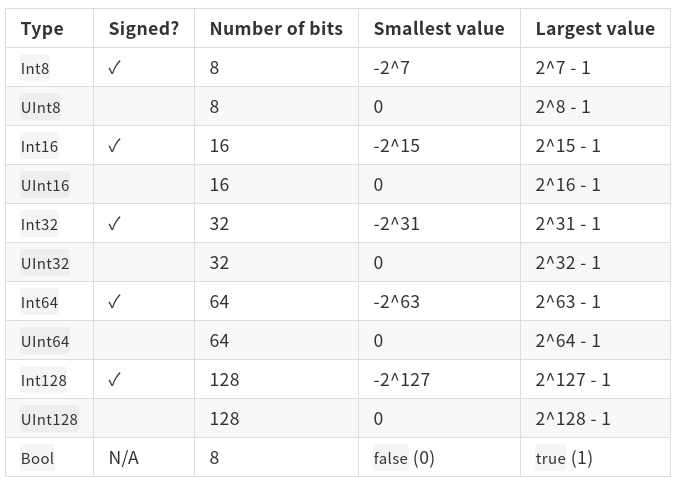 Type Signed? Number of bits Smallest value Largest value
Int8 ✓ 8 -2^7 2^7 - 1
UInt8 8 0 2^8 - 1
Int16 ✓ 16 -2^15 2^15 - 1
UInt16 16 0 2^16 - 1
Int32 ✓ 32 -2^31 2^31 - 1
UInt32 32 0 2^32 - 1
Int64 ✓ 64 -2^63 2^63 - 1
UInt64 64 0 2^64 - 1
Int128 ✓ 128 -2^127 2^127 - 1
UInt128 128 0 2^128 - 1
Bool N/A 8 false (0) true (1)